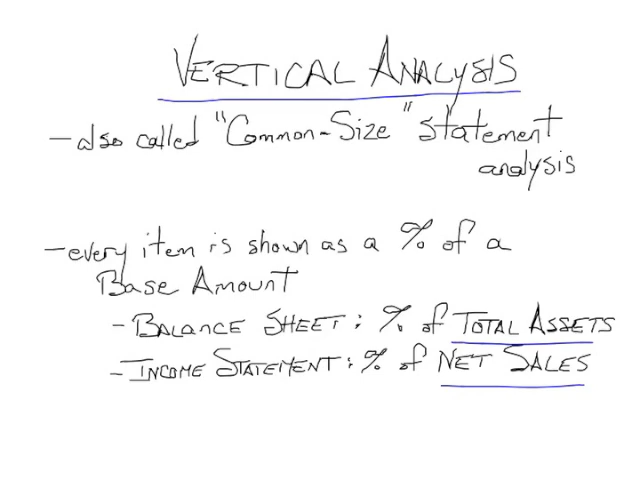 VERTICAL ANALYSIS
- also called "Common-Size" statement
analysis
- every item is shown as a % of a
Base Amount
- BALANCE SHEET: % of TOTAL ASSETS
- INCOME STATEMENT: % of NET SALES